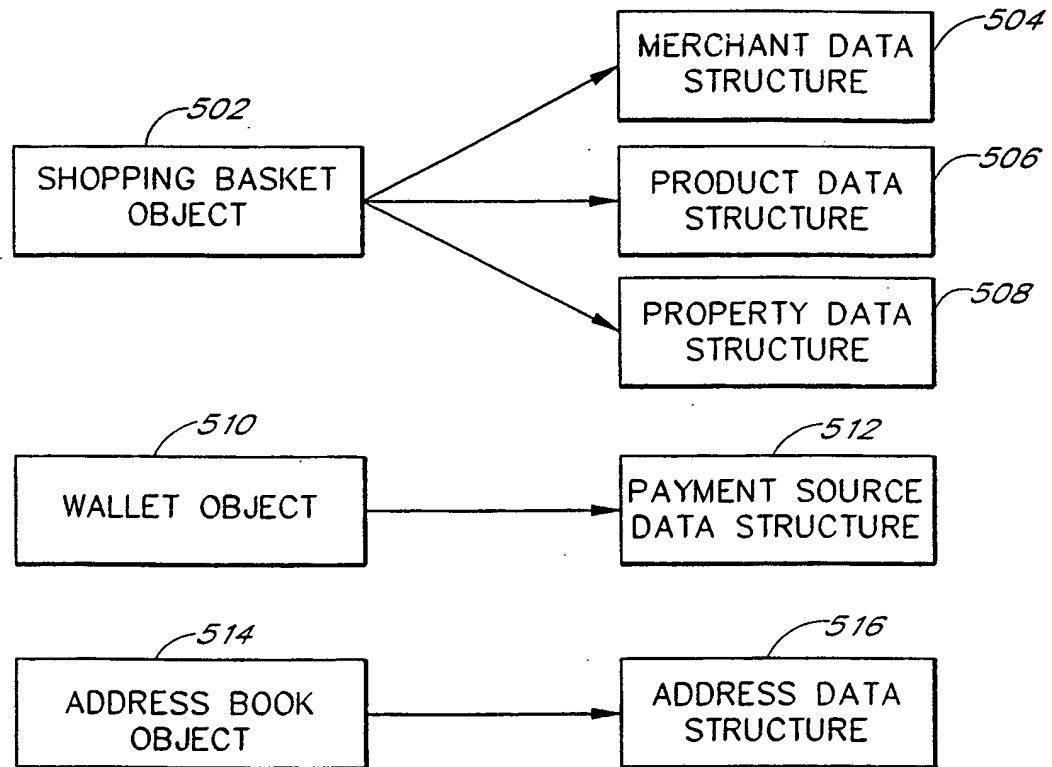 504
MERCHANT DATA
STRUCTURE
502
SHOPPING BASKET
OBJECT
506
PRODUCT DATA
STRUCTURE
508
PROPERTY DATA
STRUCTURE
510
WALLET OBJECT
512
PAYMENT SOURCE
DATA STRUCTURE
514
ADDRESS BOOK
OBJECT
516
ADDRESS DATA
STRUCTURE